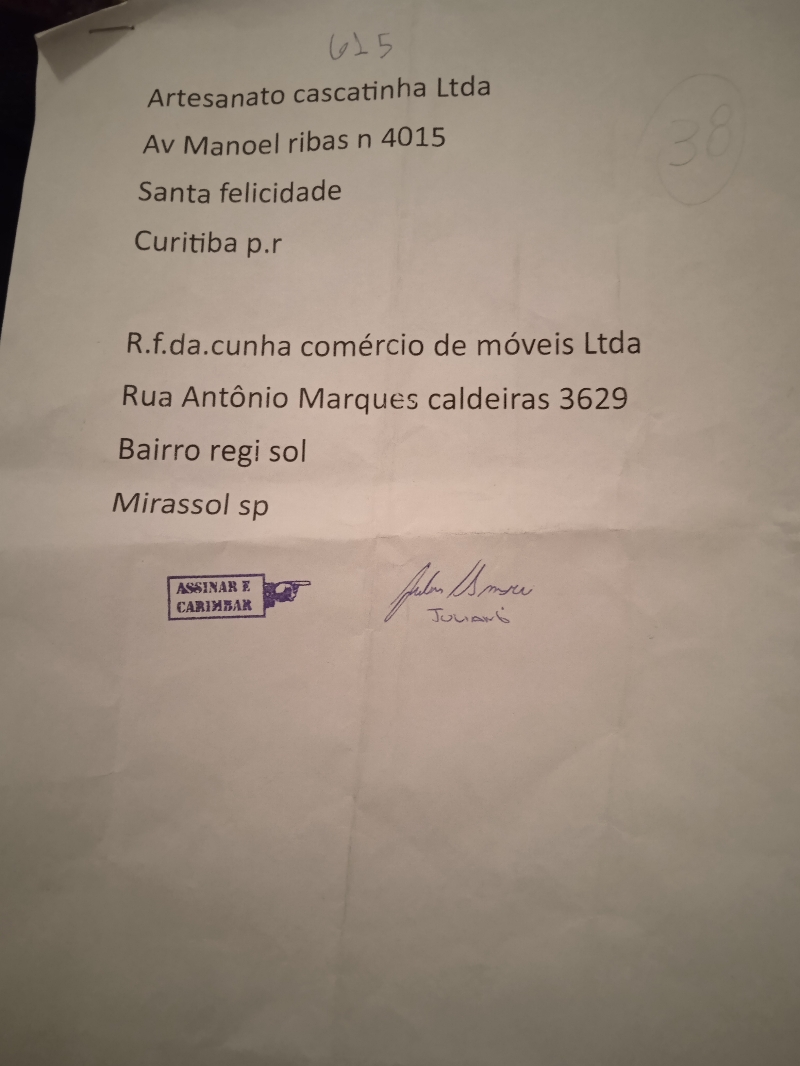 615
38
Artesanato cascatinha Ltda
Av Manoel ribas n 4015
Santa felicidade
Curitiba p.r
R.f.da.cunha comércio de móveis Ltda
Rua Antônio Marques caldeiras 3629
Bairro regi sol
Mirassol sp
ASSINAR E
CARIMBAR